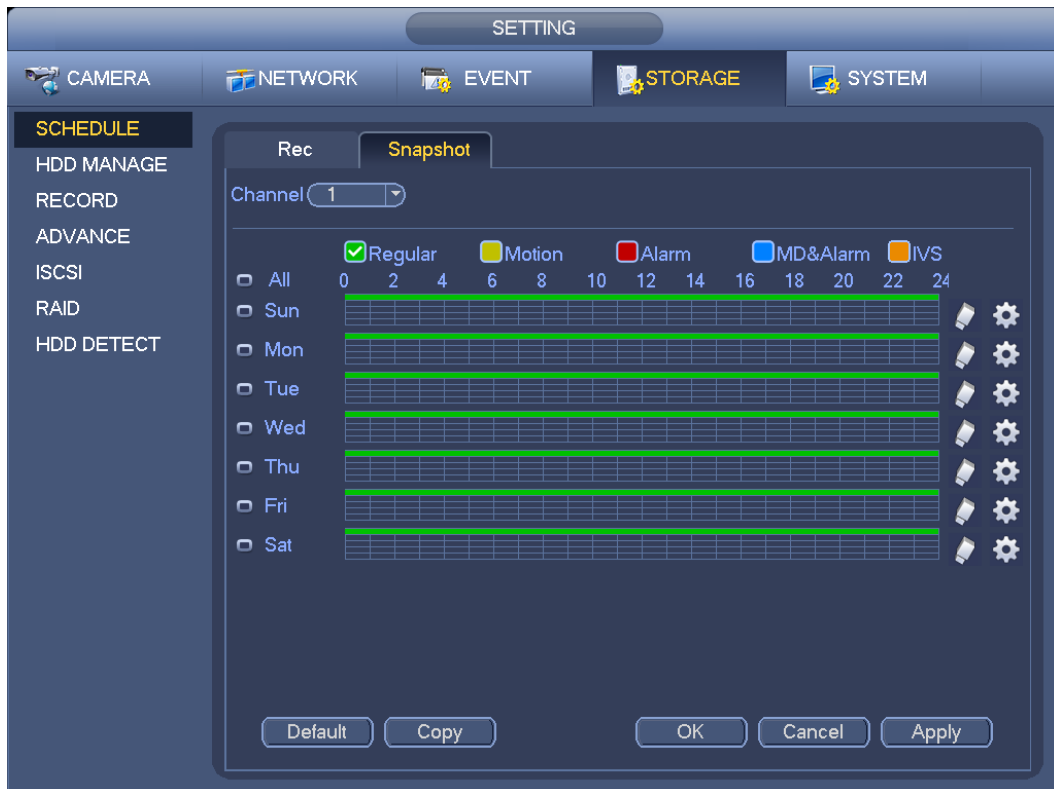 SETTING
CAMERA NETWORK EVENT STORAGE SYSTEM
SCHEDULE
HDD MANAGE
RECORD
ADVANCE
ISCSI
RAID
HDD DETECT
Rec Snapshot
Channel 1
Regular Motion Alarm MD&Alarm IVS
All 0 2 4 6 8 10 12 14 16 18 20 22 24
Sun
Mon
Tue
Wed
Thu
Fri
Sat
Default Copy OK Cancel Apply